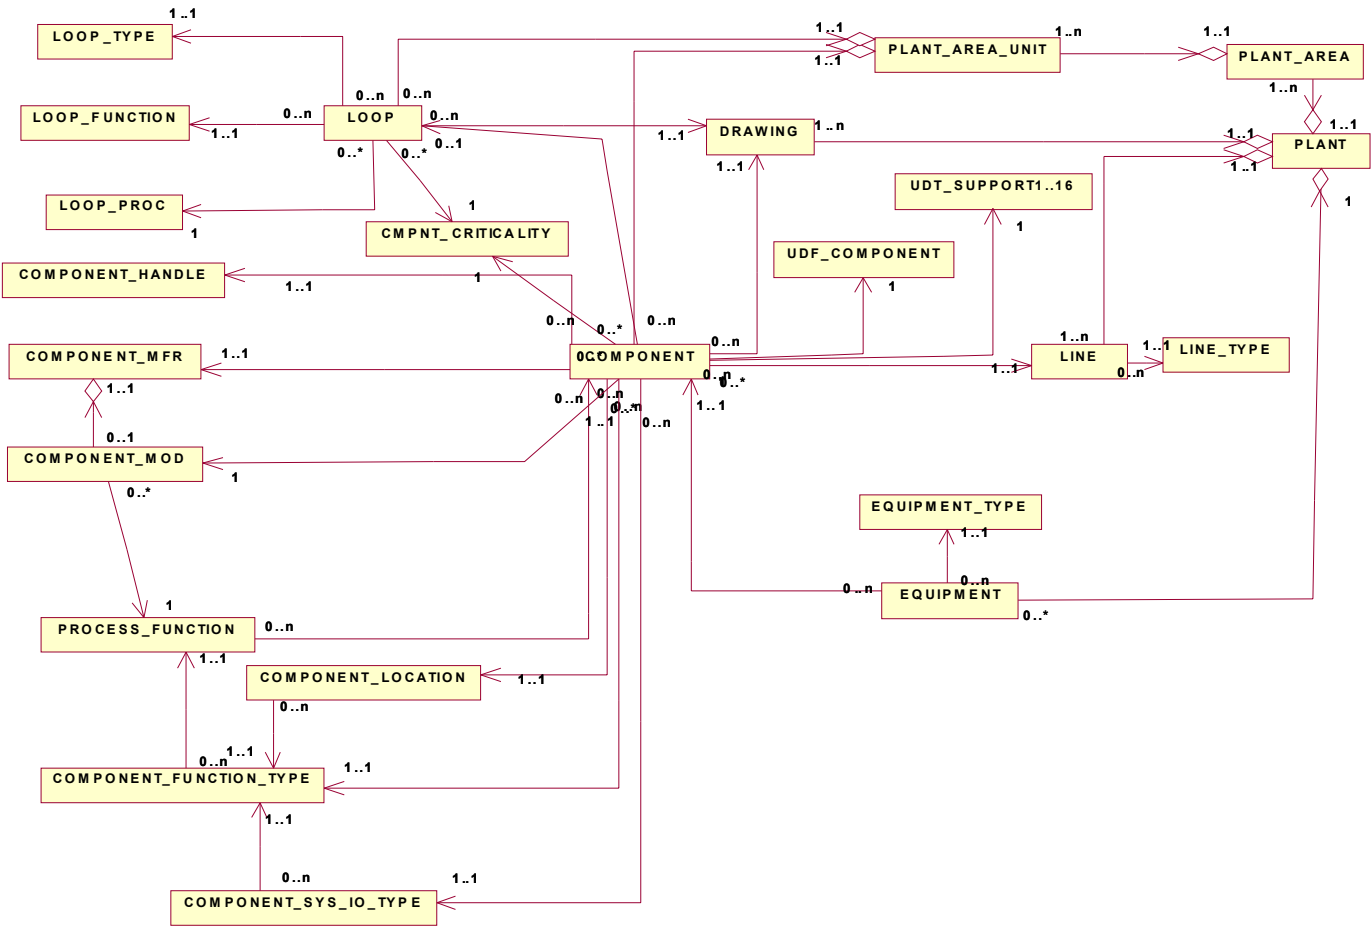 1..1
LOOP_TYPE
1..1
1..n
1..1
PLANT_AREA_UNIT
PLANT_AREA
1..1
1..n
0..n
0..n
LOOP_FUNCTION
0..n
LOOP
0..n
1..1
0..1
1..1
DRAWING
1..n
1..1
1..1
PLANT
0..*
0..*
1..1
1..1
UDT_SUPPORT1..16
LOOP_PROC
1
1
1
CMPNT_CRITICALITY
1
UDF_COMPONENT
COMPONENT_HANDLE
1
1..1
1
0..n
0..*
0..n
0..n
1..n
1..1
COMPONENT_MFR
1..1
0..*
COMPONENT
LINE
LINE_TYPE
1..1
0..n
1..1
0..n
0..*
0..n
0..n
0..*
0..n
1..1
0..n
1..1
0..1
COMPONENT_MOD
1
0..*
EQUIPMENT_TYPE
1..1
0..n
0..n
EQUIPMENT
0..*
1
PROCESS_FUNCTION
0..n
1..1
COMPONENT_LOCATION
1..1
0..n
1..1
0..n
COMPONENT_FUNCTION_TYPE
1..1
1..1
0..n
1..1
COMPONENT_SYS_IO_TYPE